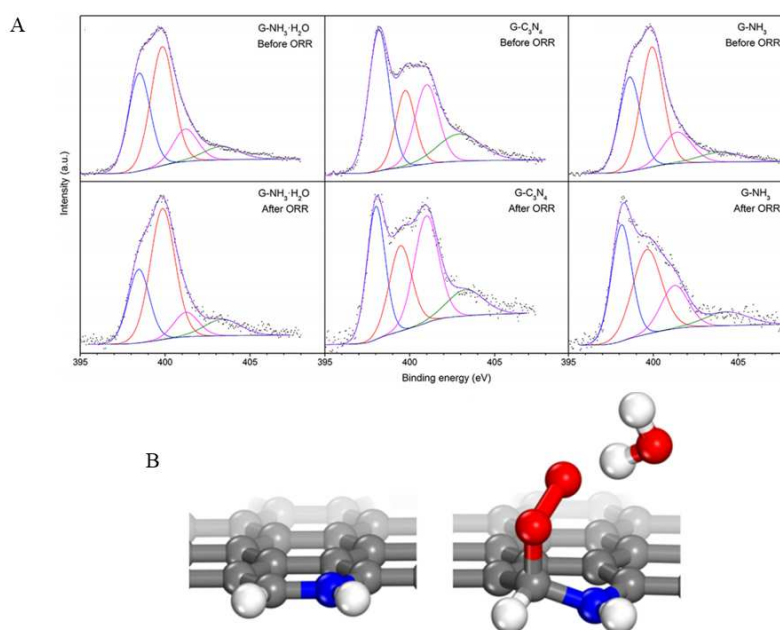 A
G-NH₃·H₂O
Before ORR
G-C₃N₄
Before ORR
G-NH₃
Before ORR
G-NH₃·H₂O
After ORR
G-C₃N₄
After ORR
G-NH₃
After ORR
Intensity (a.u.)
395 400 405 395 400 405 395 400 405
Binding energy (eV)
B